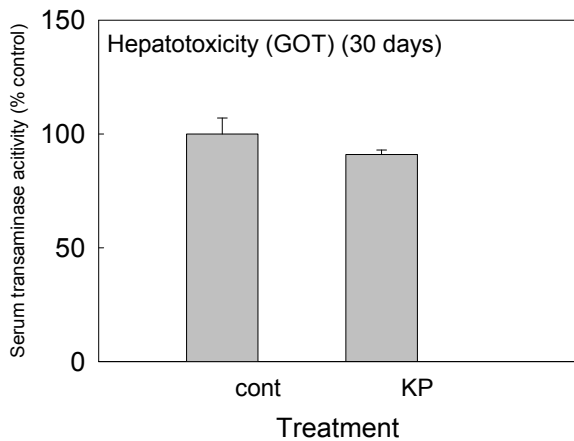 150
Hepatotoxicity (GOT) (30 days)
100
50
0
Serum transaminase acitivity (% control)
cont KP
Treatment